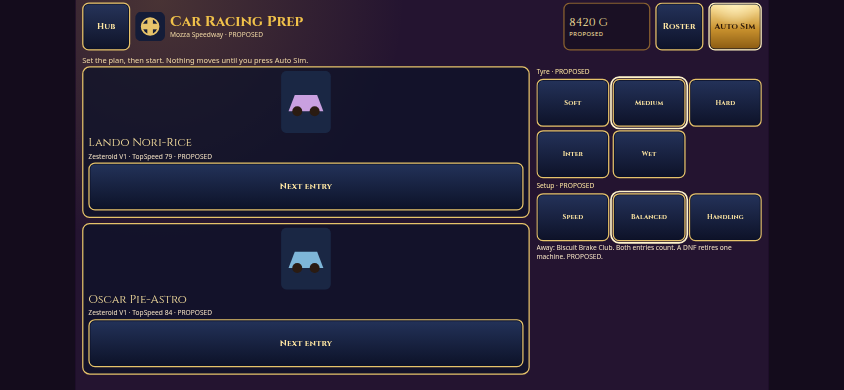 Hub
Car Racing Prep
Mozza Speedway · PROPOSED
8420 G
PROPOSED
Roster
Auto Sim
Set the plan, then start. Nothing moves until you press Auto Sim.
Lando Nori-Rice
Zesteroid V1 · TopSpeed 79 · PROPOSED
Next entry
Oscar Pie-Astro
Zesteroid V1 · TopSpeed 84 · PROPOSED
Next entry
Tyre · PROPOSED
Soft
Medium
Hard
Inter
Wet
Setup · PROPOSED
Speed
Balanced
Handling
Away: Biscuit Brake Club. Both entries count. A DNF retires one
machine. PROPOSED.